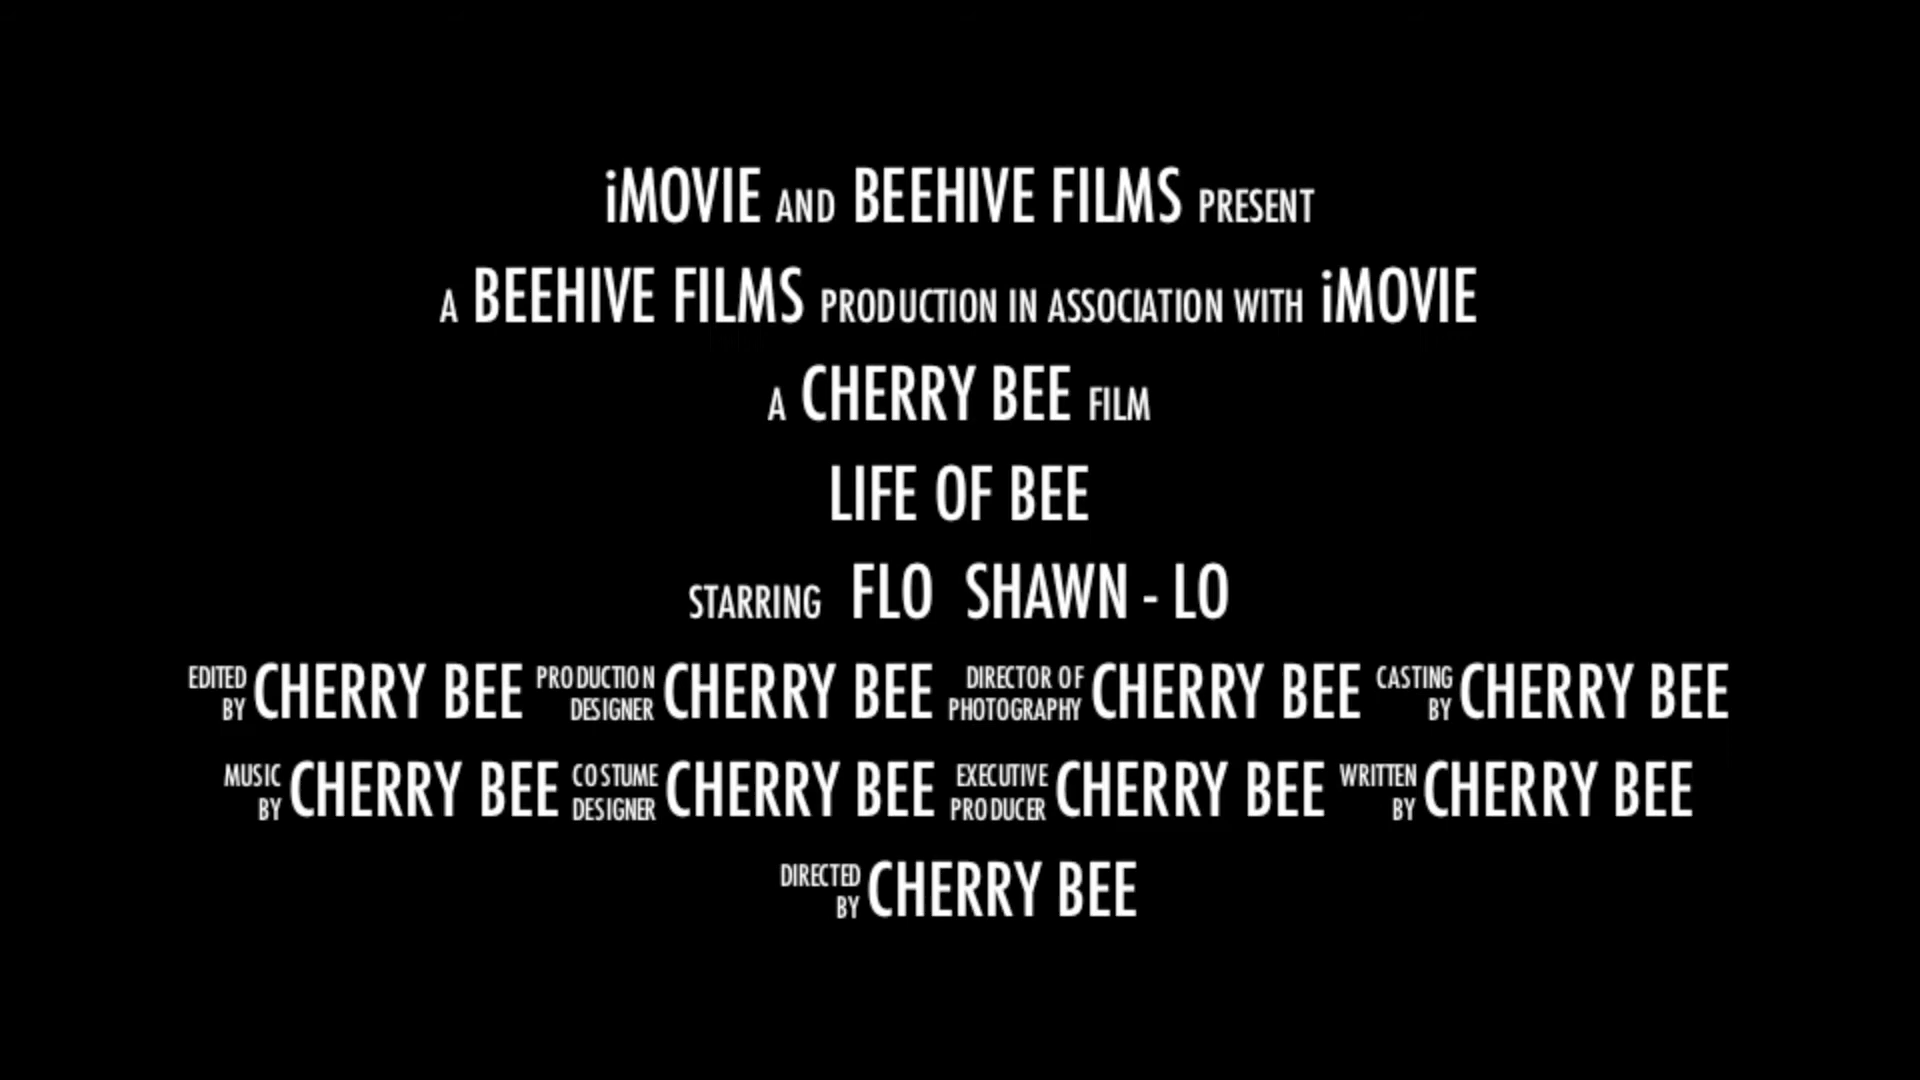 iMOVIE AND BEEHIVE FILMS PRESENT
A BEEHIVE FILMS PRODUCTION IN ASSOCIATION WITH iMOVIE
A CHERRY BEE FILM
LIFE OF BEE
STARRING FLO SHAWN - LO
EDITED BY CHERRY BEE PRODUCTION DESIGNER CHERRY BEE DIRECTOR OF PHOTOGRAPHY CHERRY BEE CASTING BY CHERRY BEE
MUSIC BY CHERRY BEE COSTUME DESIGNER CHERRY BEE EXECUTIVE PRODUCER CHERRY BEE WRITTEN BY CHERRY BEE
DIRECTED BY CHERRY BEE